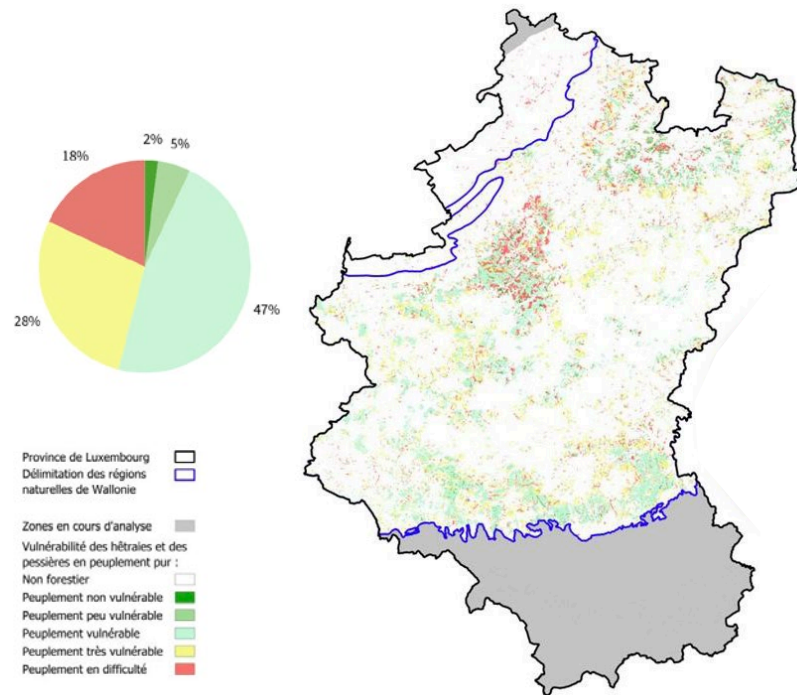 2%
5%
18%
47%
28%
Province de Luxembourg
Délimitation des régions
naturelles de Wallonie
Zones en cours d'analyse
Vulnérabilité des hêtraies et des
pessières en peuplement pur :
Non forestier
Peuplement non vulnérable
Peuplement peu vulnérable
Peuplement vulnérable
Peuplement très vulnérable
Peuplement en difficulté